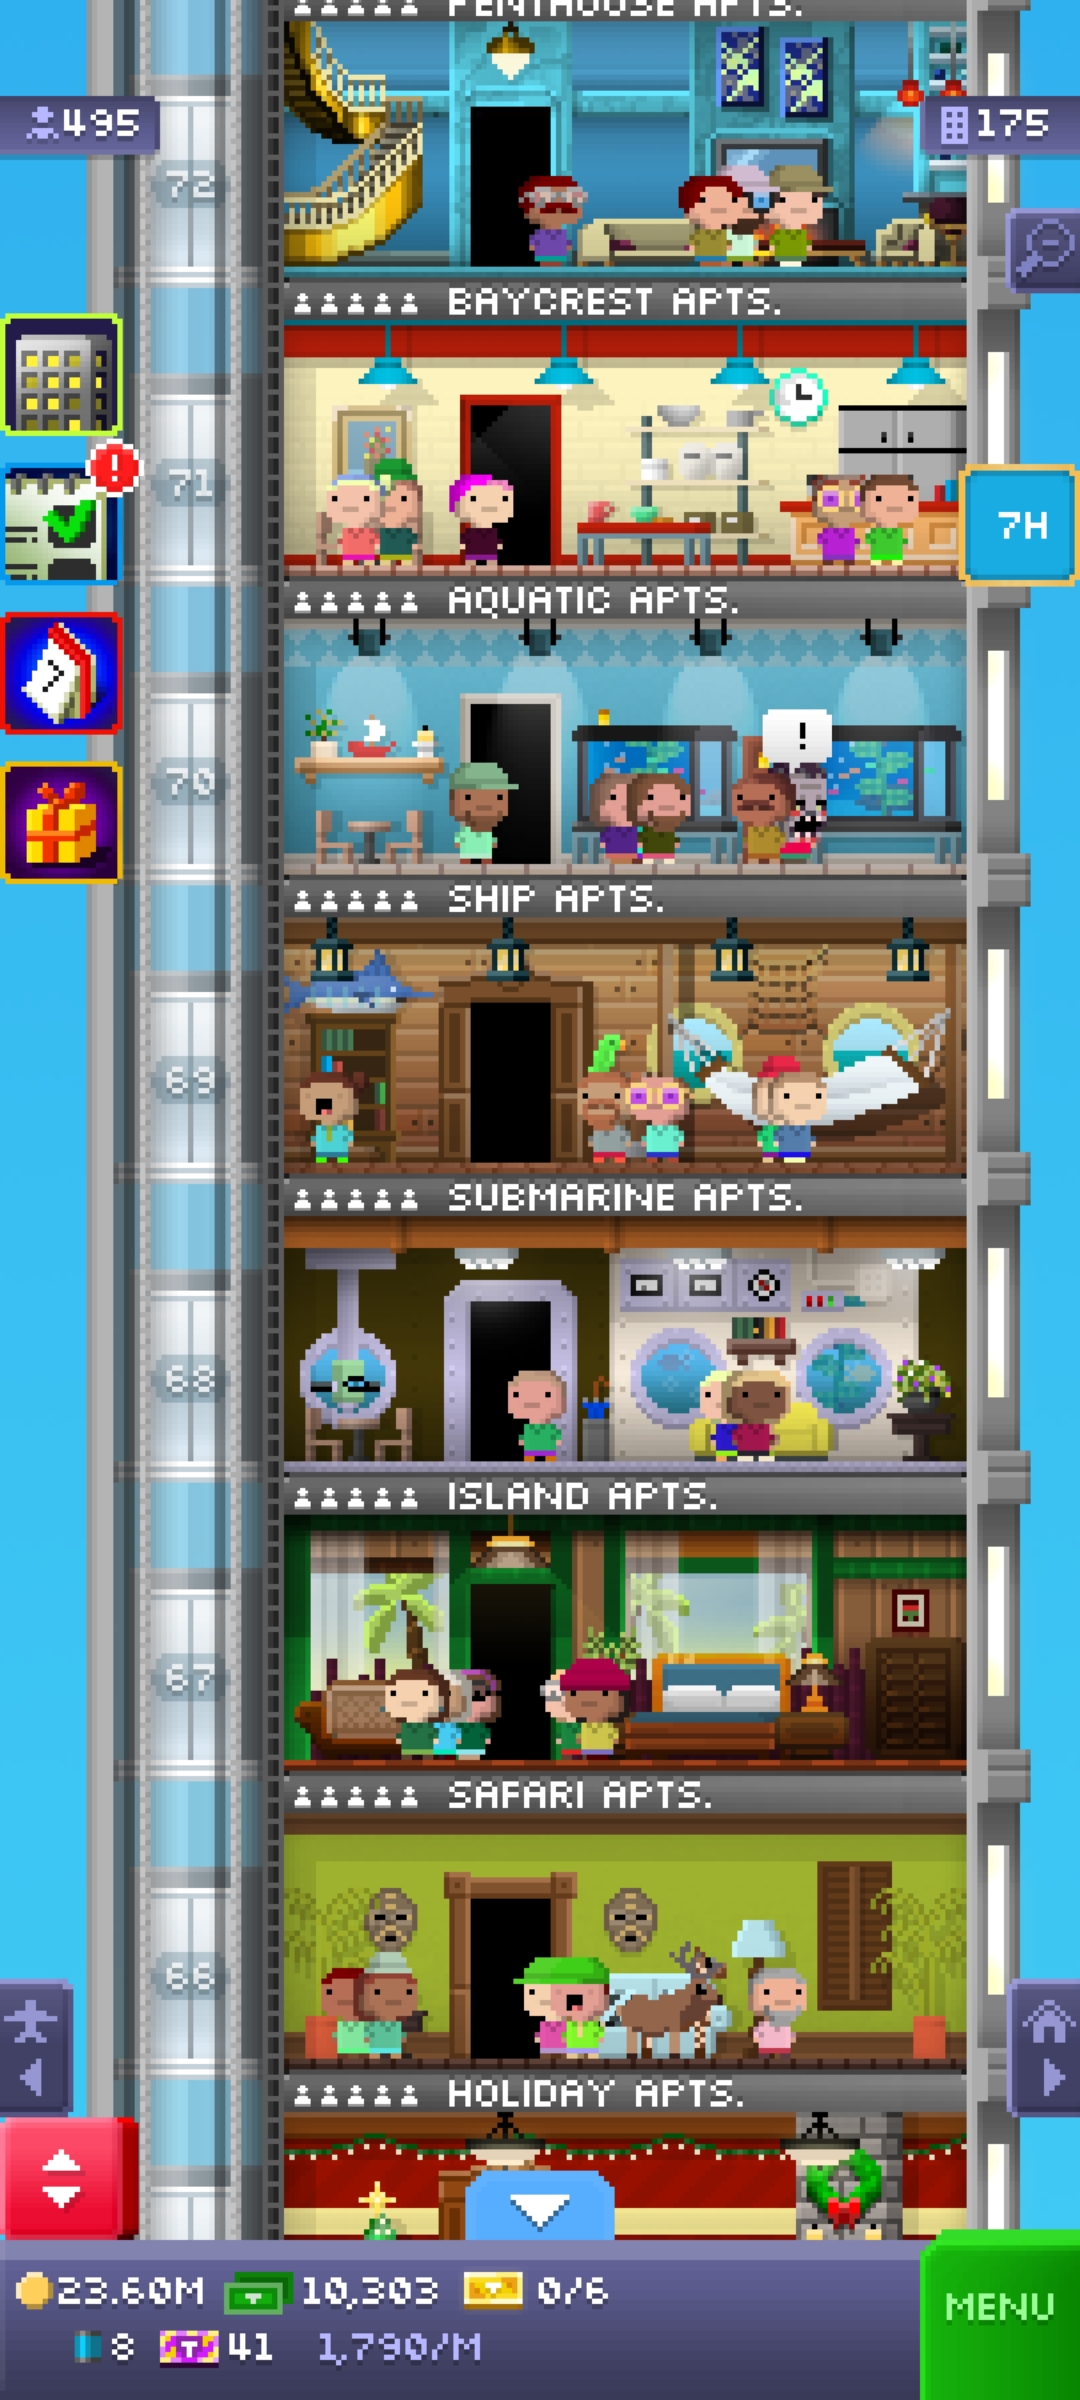 PENTHOUSE APTS.
495
175
72
BAYCREST APTS.
71
7H
AQUATIC APTS.
!
70
SHIP APTS.
69
SUBMARINE APTS.
68
ISLAND APTS.
67
SAFARI APTS.
66
HOLIDAY APTS.
23.60M 10,303 0/6
8 T 41 1,790/M
MENU